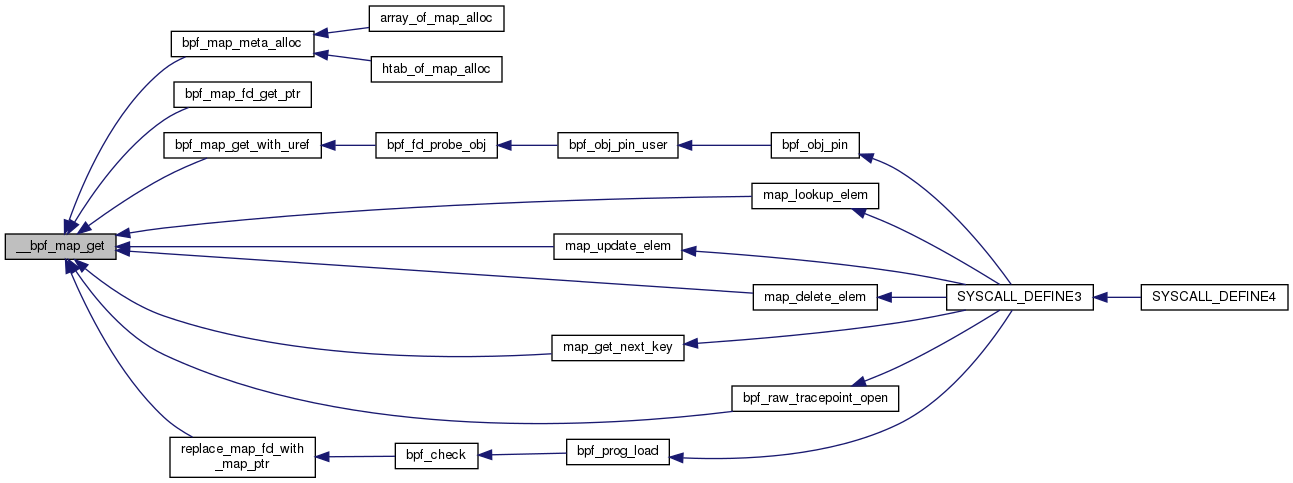 array_of_map_alloc
bpf_map_meta_alloc
htab_of_map_alloc
bpf_map_fd_get_ptr
bpf_map_get_with_uref
bpf_fd_probe_obj
bpf_obj_pin_user
bpf_obj_pin
map_lookup_elem
__bpf_map_get
map_update_elem
map_delete_elem
SYSCALL_DEFINE3
SYSCALL_DEFINE4
map_get_next_key
bpf_raw_tracepoint_open
replace_map_fd_with
_map_ptr
bpf_check
bpf_prog_load